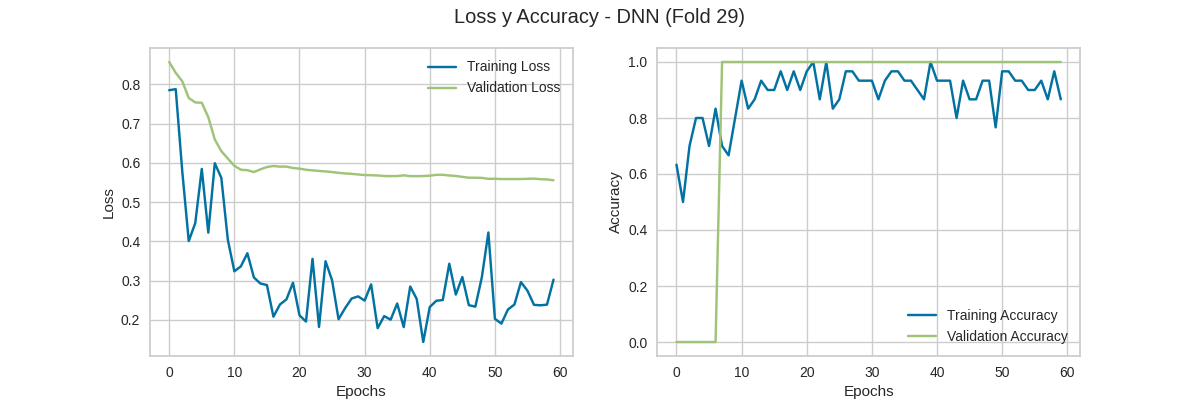 Loss y Accuracy - DNN (Fold 29)
Training Loss
Validation Loss
0.8
0.7
0.6
0.5
0.4
0.3
0.2
Loss
0 10 20 30 40 50 60
Epochs
1.0
0.8
0.6
0.4
0.2
0.0
Accuracy
Training Accuracy
Validation Accuracy
0 10 20 30 40 50 60
Epochs